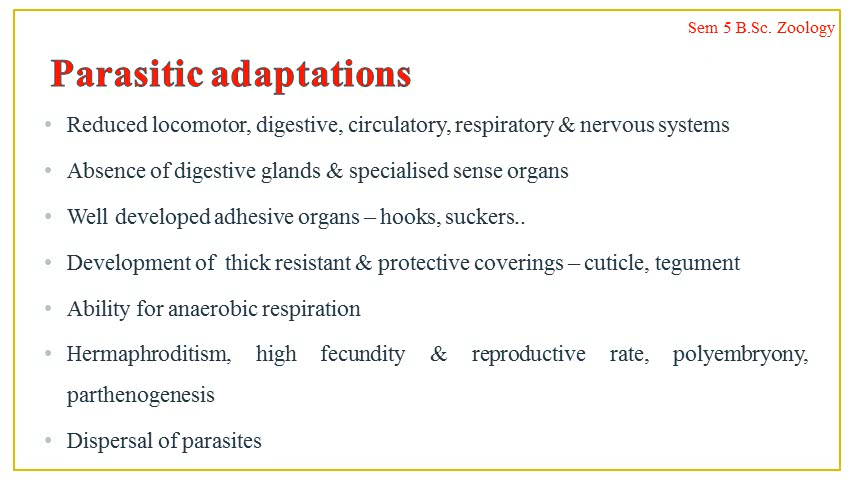 Sem 5 B.Sc. Zoology
Parasitic adaptations
• Reduced locomotor, digestive, circulatory, respiratory & nervous systems
• Absence of digestive glands & specialised sense organs
• Well developed adhesive organs – hooks, suckers..
• Development of thick resistant & protective coverings – cuticle, tegument
• Ability for anaerobic respiration
• Hermaphroditism, high fecundity & reproductive rate, polyembryony,
parthenogenesis
• Dispersal of parasites